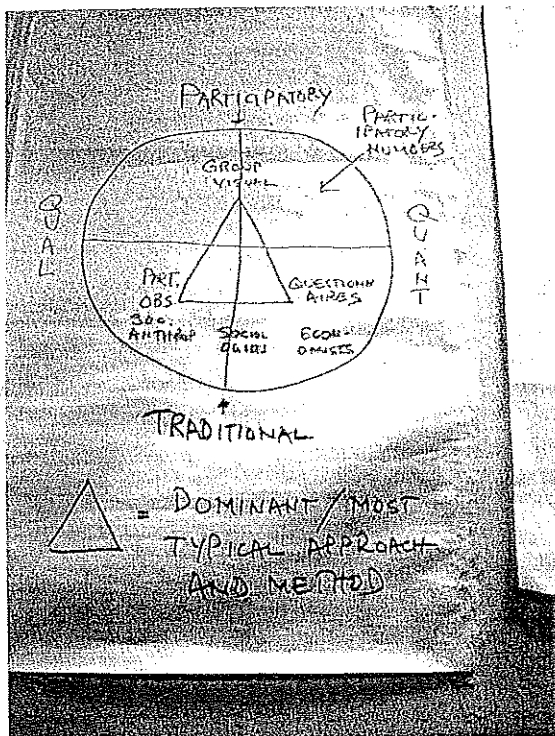 PARTICIPATORY
PARTIC-
IPATORY
NUMBERS
GROUP
VISUAL
QUAL
QUANT
PART.
OBS
SOC.
ANTHROP
QUESTIONN
AIRES
SOCIAL
ECON-
OMISTS
TRADITIONAL
= DOMINANT/MOST
TYPICAL APPROACH
AND METHOD